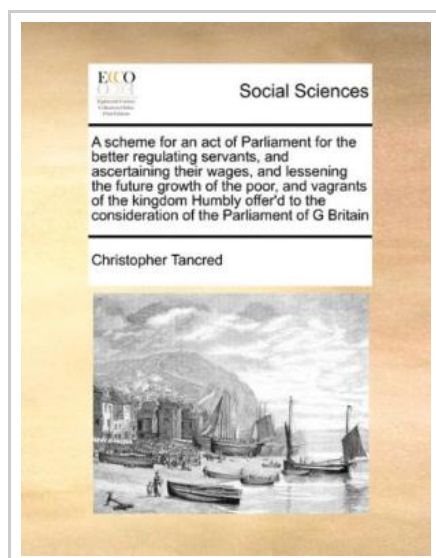 ECCO
Social Sciences
A scheme for an act of Parliament for the
better regulating servants, and
ascertaining their wages, and lessening
the future growth of the poor, and vagrants
of the kingdom Humbly offer'd to the
consideration of the Parliament of G Britain
Christopher Tancred